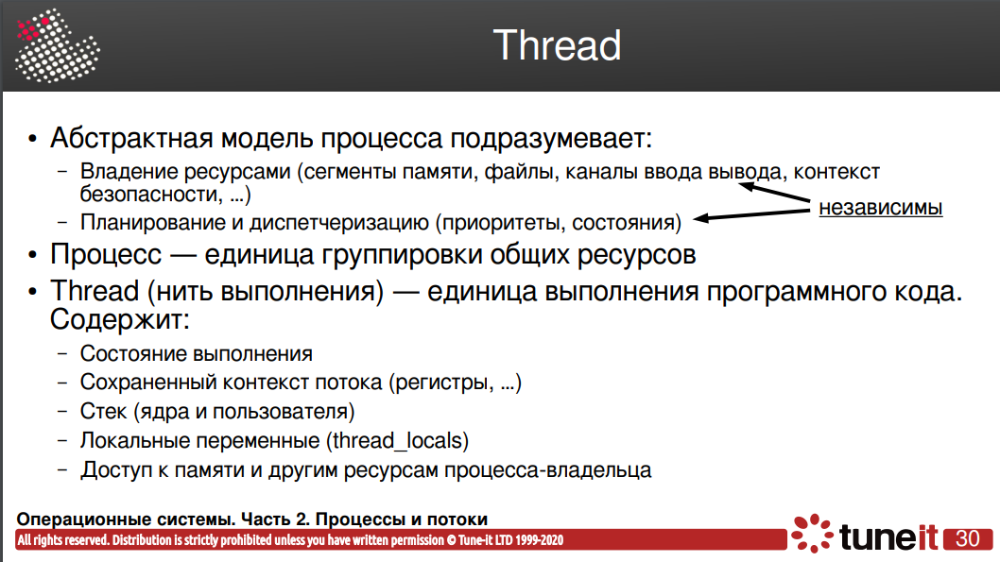 Thread
• Абстрактная модель процесса подразумевает:
– Владение ресурсами (сегменты памяти, файлы, каналы ввода вывода, контекст
безопасности, ...)
независимы
– Планирование и диспетчеризацию (приоритеты, состояния)
• Процесс — единица группировки общих ресурсов
• Thread (нить выполнения) — единица выполнения программного кода.
Содержит:
– Состояние выполнения
– Сохраненный контекст потока (регистры, ...)
– Стек (ядра и пользователя)
– Локальные переменные (thread_locals)
– Доступ к памяти и другим ресурсам процесса-владельца
Операционные системы. Часть 2. Процессы и потоки
All rights reserved. Distribution is strictly prohibited unless you have written permission © Tune-it LTD 1999-2020
tuneit 30